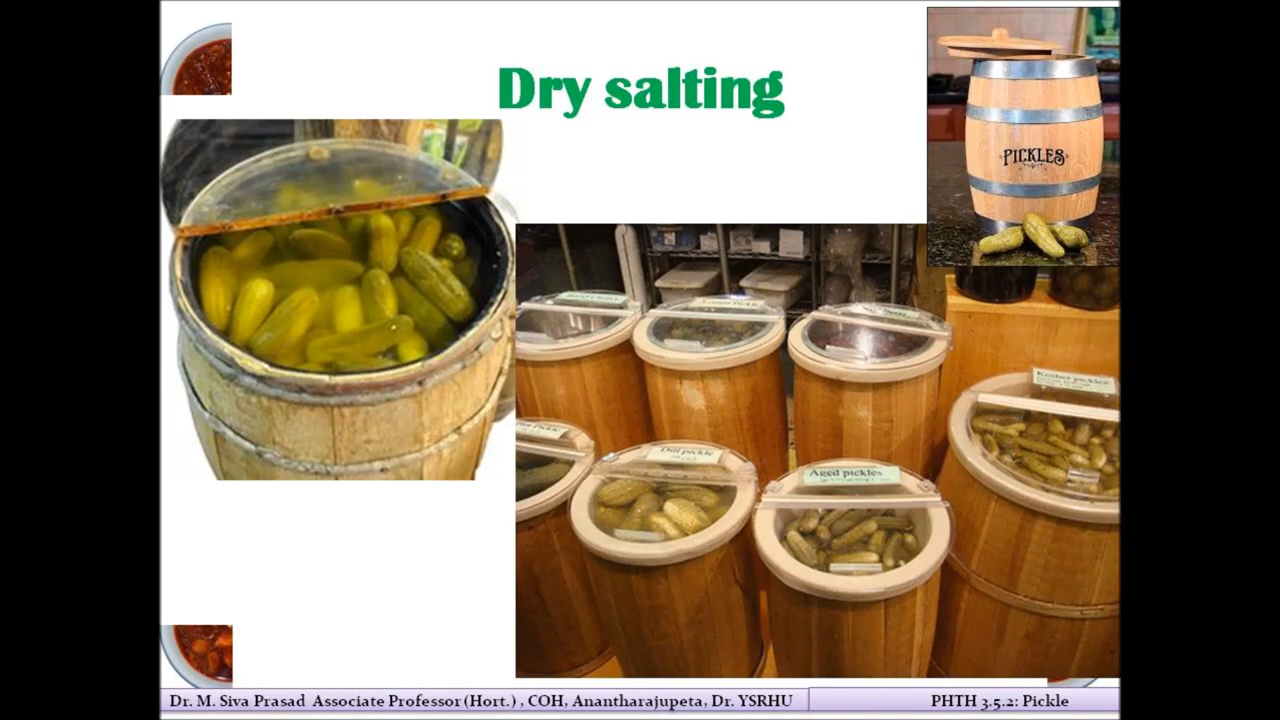 Dry salting
PICKLES
Kosher pickles
Dill pickle
Aged pickles
Dr. M. Siva Prasad Associate Professor(Hort.) , COH, Anantharajupeta, Dr. YSRHU
PHTH 3.5.2: Pickle